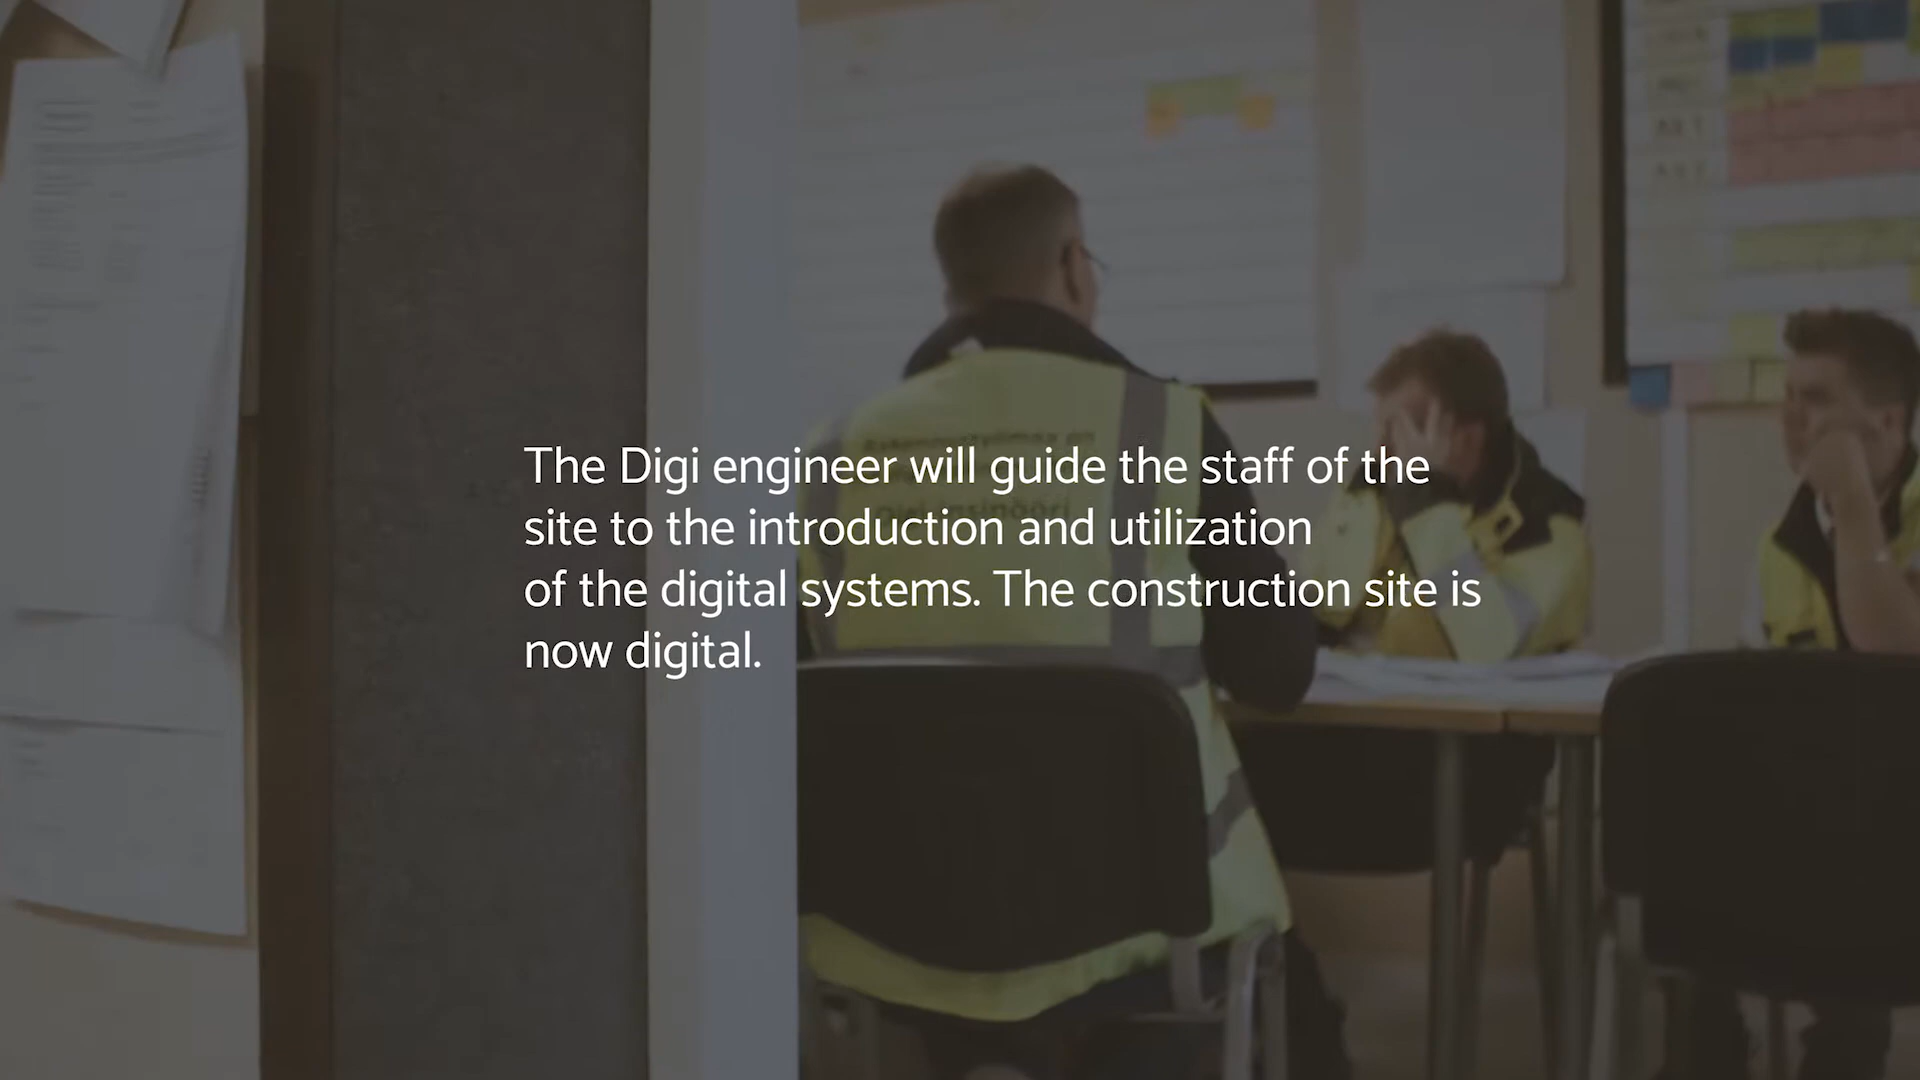 The Digi engineer will guide the staff of the
site to the introduction and utilization
of the digital systems. The construction site is
now digital.